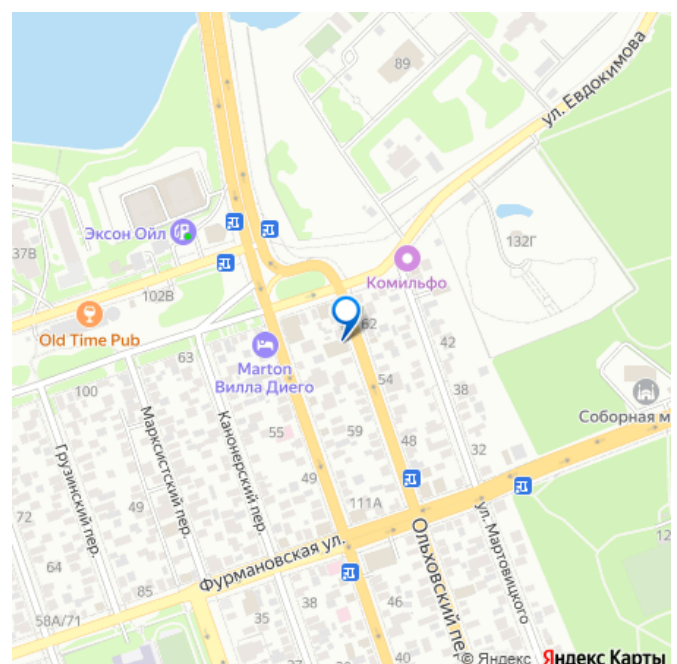 89
ул. Евдокимова
Эксон Ойл
37В
132Г
Комильфо
102В
Old Time Pub
62
63
42
Marton
Вилла Диего
100
54
38
Соборная м
55
59
48
32
Марксистский пер.
Канонерский пер.
Грузинский пер.
49
49
111А
72
ул. Мартовицкого
12
Фурмановская ул.
Ольховский пер.
64
85
58А/71
35
38
46
40
© Яндекс Яндекс Карты